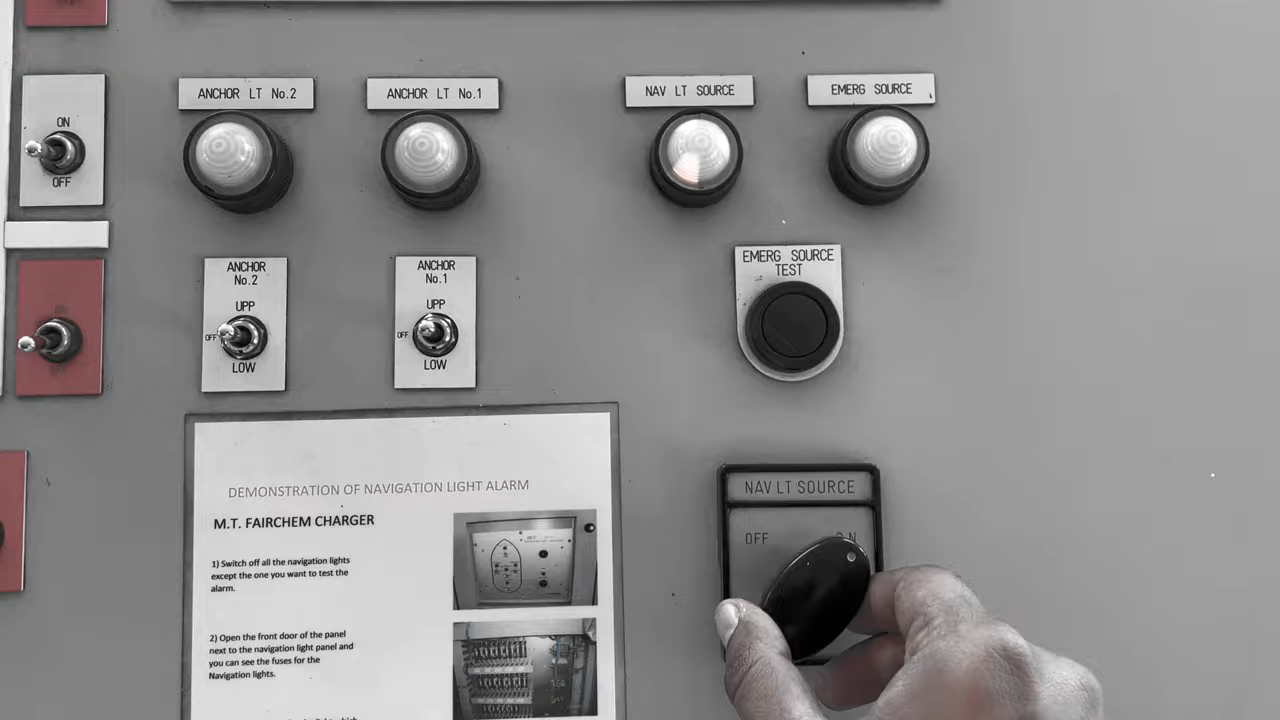 ANCHOR LT No.2
ANCHOR LT No.1
NAV LT SOURCE
EMERG SOURCE
ON
OFF
ANCHOR
No.2
UPP
OFF
LOW
ANCHOR
No.1
UPP
OFF
LOW
EMERG SOURCE
TEST
NAV LT SOURCE
OFF
ON
DEMONSTRATION OF NAVIGATION LIGHT ALARM
M.T. FAIRCHEM CHARGER
1) Switch off all the navigation lights
except the one you want to test the
alarm.
2) Open the front door of the panel
next to the navigation light panel and
you can see the fuses for the
Navigation lights.